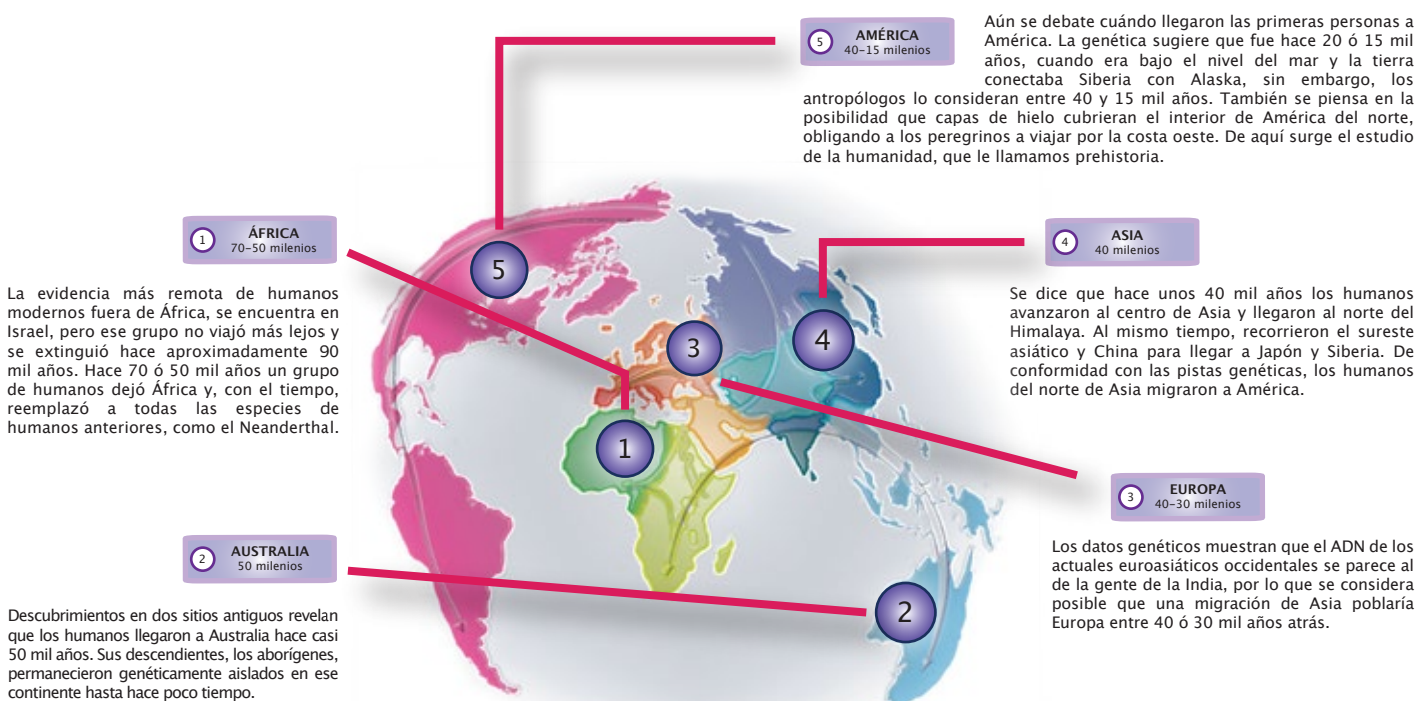 5
AMÉRICA
40–15 milenios
Aún se debate cuándo llegaron las primeras personas a
América. La genética sugiere que fue hace 20 ó 15 mil
años, cuando era bajo el nivel del mar y la tierra
conectaba Siberia con Alaska, sin embargo, los
antropólogos lo consideran entre 40 y 15 mil años. También se piensa en la
posibilidad que capas de hielo cubrieran el interior de América del norte,
obligando a los peregrinos a viajar por la costa oeste. De aquí surge el estudio
de la humanidad, que le llamamos prehistoria.
1
ÁFRICA
70–50 milenios
La evidencia más remota de humanos
modernos fuera de África, se encuentra en
Israel, pero ese grupo no viajó más lejos y
se extinguió hace aproximadamente 90
mil años. Hace 70 ó 50 mil años un grupo
de humanos dejó África y, con el tiempo,
reemplazó a todas las especies de
humanos anteriores, como el Neanderthal.
4
ASIA
40 milenios
Se dice que hace unos 40 mil años los humanos
avanzaron al centro de Asia y llegaron al norte del
Himalaya. Al mismo tiempo, recorrieron el sureste
asiático y China para llegar a Japón y Siberia. De
conformidad con las pistas genéticas, los humanos
del norte de Asia migraron a América.
5
3
4
1
2
3
EUROPA
40–30 milenios
Los datos genéticos muestran que el ADN de los
actuales euroasiáticos occidentales se parece al
de la gente de la India, por lo que se considera
posible que una migración de Asia poblaría
Europa entre 40 ó 30 mil años atrás.
2
AUSTRALIA
50 milenios
Descubrimientos en dos sitios antiguos revelan
que los humanos llegaron a Australia hace casi
50 mil años. Sus descendientes, los aborígenes,
permanecieron genéticamente aislados en ese
continente hasta hace poco tiempo.